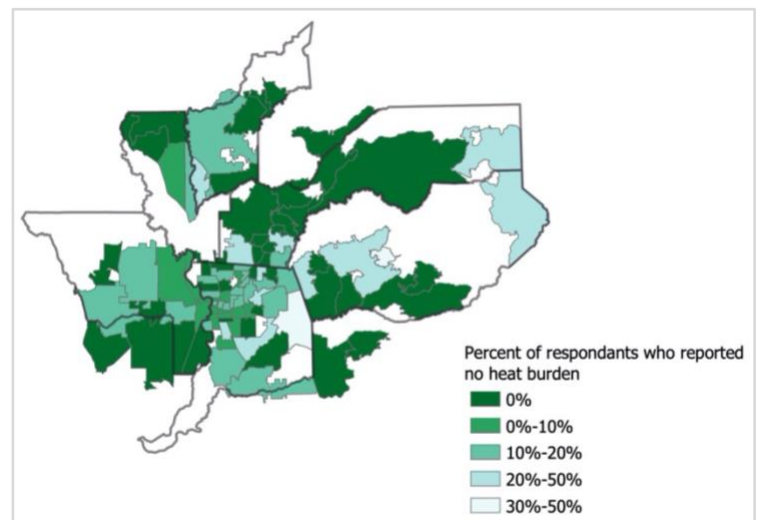 Percent of respondants who reported
no heat burden
0%
0%-10%
10%-20%
20%-50%
30%-50%